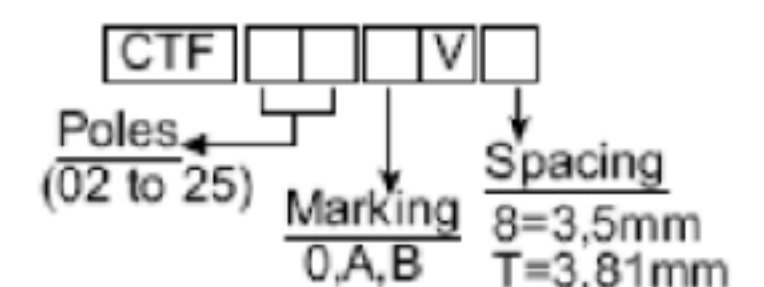 CTF V
Poles
(02 to 25)
Marking
0,A,B
Spacing
8=3,5mm
T=3,81mm